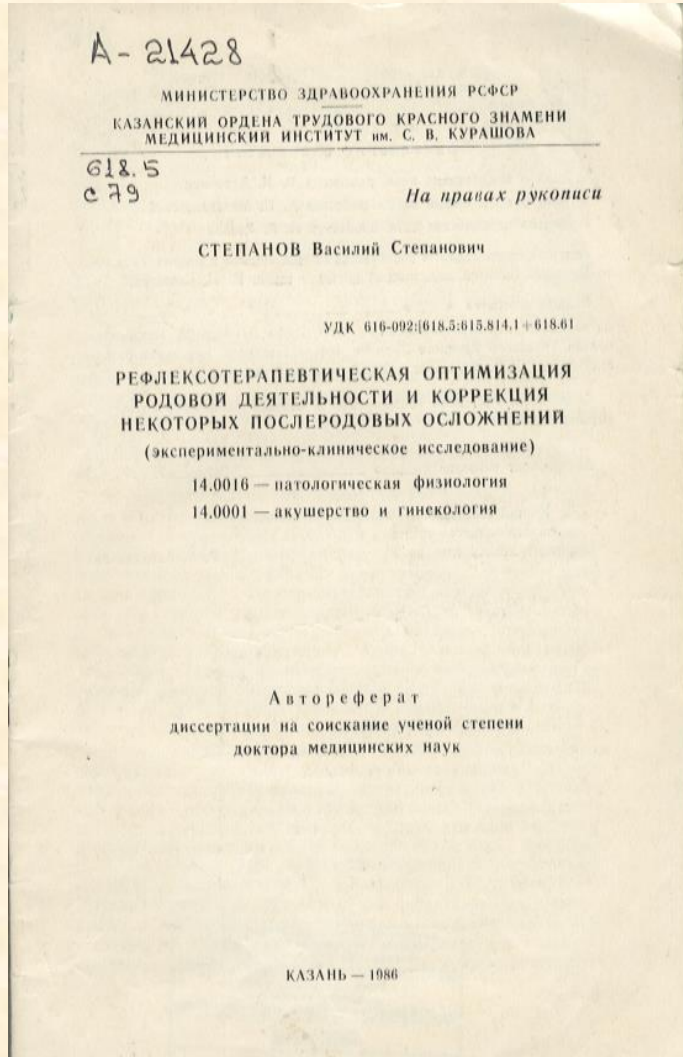 А-21428
МИНИСТЕРСТВО ЗДРАВООХРАНЕНИЯ РСФСР
КАЗАНСКИЙ ОРДЕНА ТРУДОВОГО КРАСНОГО ЗНАМЕНИ
МЕДИЦИНСКИЙ ИНСТИТУТ им. С. В. КУРАШОВА
618.5
С 79
На правах рукописи
СТЕПАНОВ Василий Степанович
УДК 616-092:[618.5:615.814.1+618.61
РЕФЛЕКСОТЕРАПЕВТИЧЕСКАЯ ОПТИМИЗАЦИЯ
РОДОВОЙ ДЕЯТЕЛЬНОСТИ И КОРРЕКЦИЯ
НЕКОТОРЫХ ПОСЛЕРОДОВЫХ ОСЛОЖНЕНИЙ
(экспериментально-клиническое исследование)
14.0016 — патологическая физиология
14.0001 — акушерство и гинекология
Автореферат
диссертации на соискание ученой степени
доктора медицинских наук
КАЗАНЬ — 1986